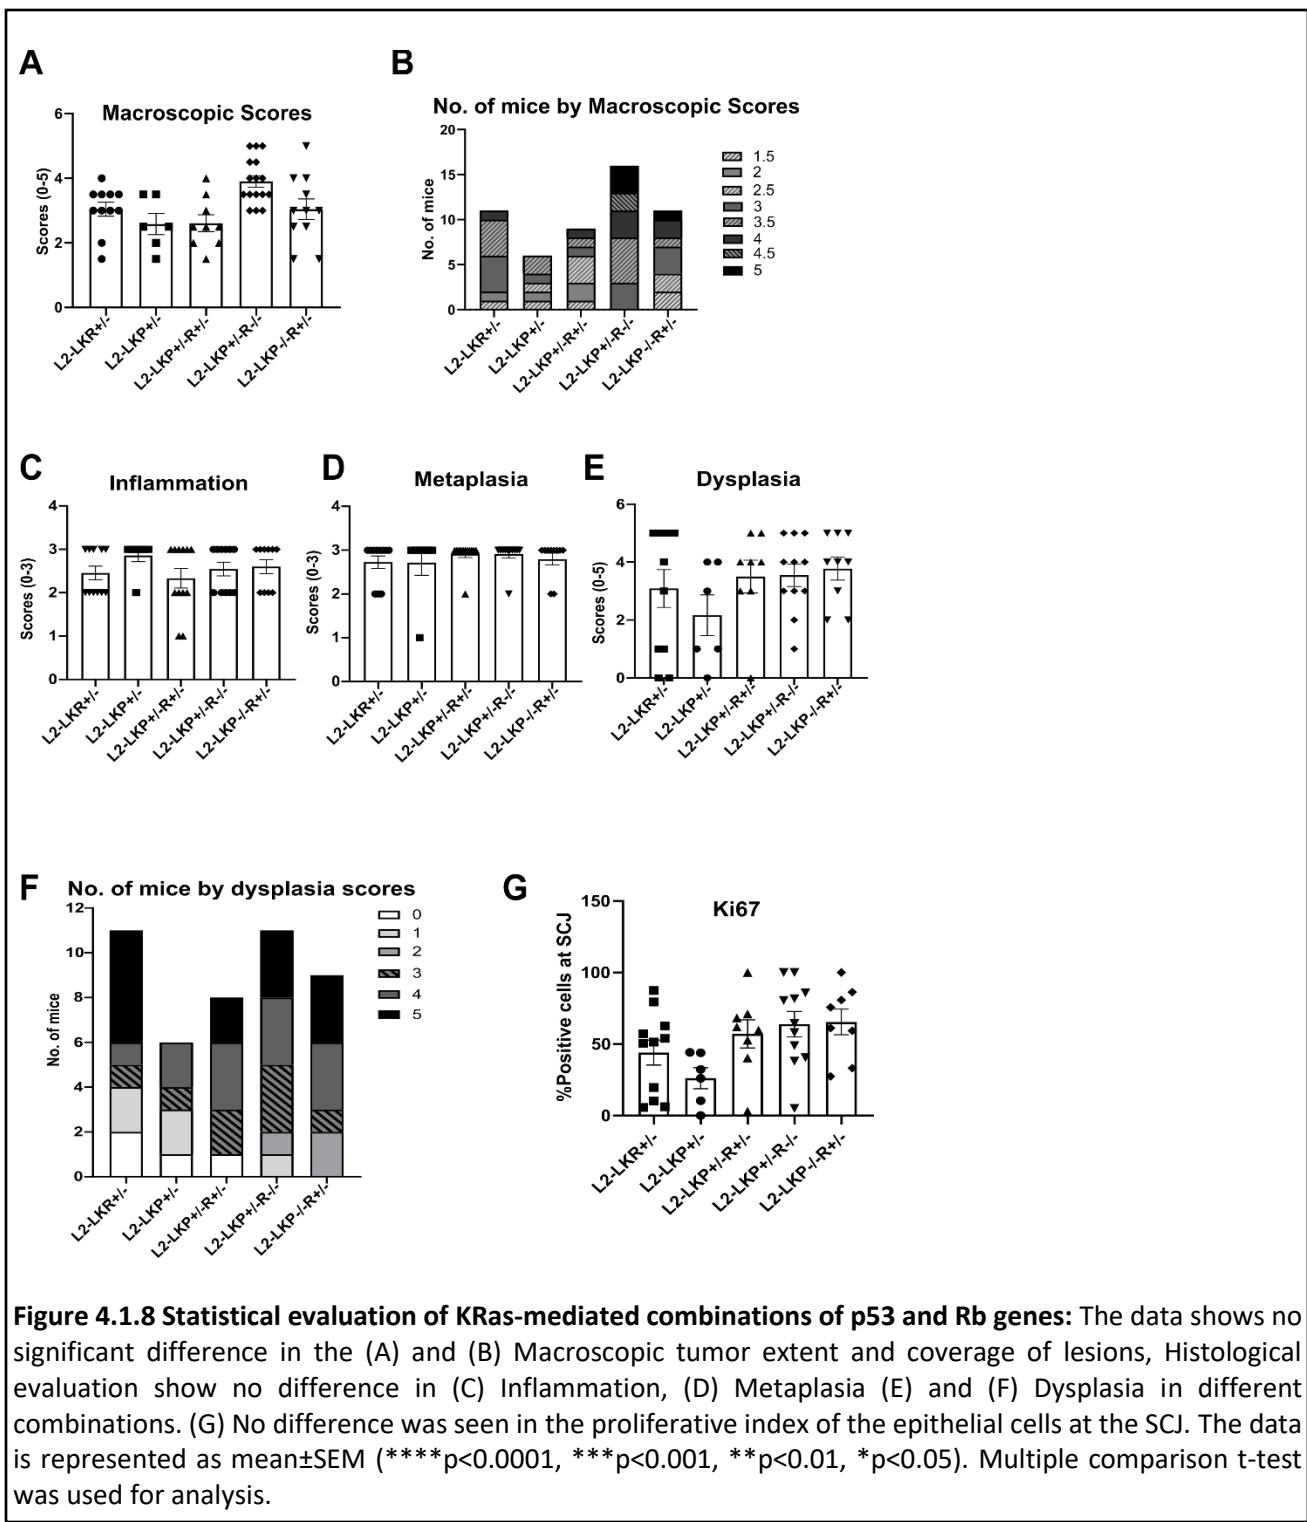 A
Macroscopic Scores
Scores (0-5)
6
4
2
0
L2-LKR+/-
L2-LKP+/-
L2-LKP+/-R+/-
L2-LKP+/-R-/-
L2-LKP-/-R+/-
B
No. of mice by Macroscopic Scores
No. of mice
20
15
10
5
0
L2-LKR+/-
L2-LKP+/-
L2-LKP+/-R+/-
L2-LKP+/-R-/-
L2-LKP-/-R+/-
1.5
2
2.5
3
3.5
4
4.5
5
C
Inflammation
Scores (0-3)
4
3
2
1
0
L2-LKR+/-
L2-LKP+/-
L2-LKP+/-R+/-
L2-LKP+/-R-/-
L2-LKP-/-R+/-
D
Metaplasia
Scores (0-3)
4
3
2
1
0
L2-LKR+/-
L2-LKP+/-
L2-LKP+/-R+/-
L2-LKP+/-R-/-
L2-LKP-/-R+/-
E
Dysplasia
Scores (0-5)
6
4
2
0
L2-LKR+/-
L2-LKP+/-
L2-LKP+/-R+/-
L2-LKP+/-R-/-
L2-LKP-/-R+/-
F
No. of mice by dysplasia scores
No. of mice
12
10
8
6
4
2
0
L2-LKR+/-
L2-LKP+/-
L2-LKP+/-R+/-
L2-LKP+/-R-/-
L2-LKP-/-R+/-
0
1
2
3
4
5
G
Ki67
%Positive cells at SCJ
150
100
50
0
L2-LKR+/-
L2-LKP+/-
L2-LKP+/-R+/-
L2-LKP+/-R-/-
L2-LKP-/-R+/-
Figure 4.1.8 Statistical evaluation of KRas-mediated combinations of p53 and Rb genes: The data shows no
significant difference in the (A) and (B) Macroscopic tumor extent and coverage of lesions, Histological
evaluation show no difference in (C) Inflammation, (D) Metaplasia (E) and (F) Dysplasia in different
combinations. (G) No difference was seen in the proliferative index of the epithelial cells at the SCJ. The data
is represented as mean±SEM (****p<0.0001, ***p<0.001, **p<0.01, *p<0.05). Multiple comparison t-test
was used for analysis.